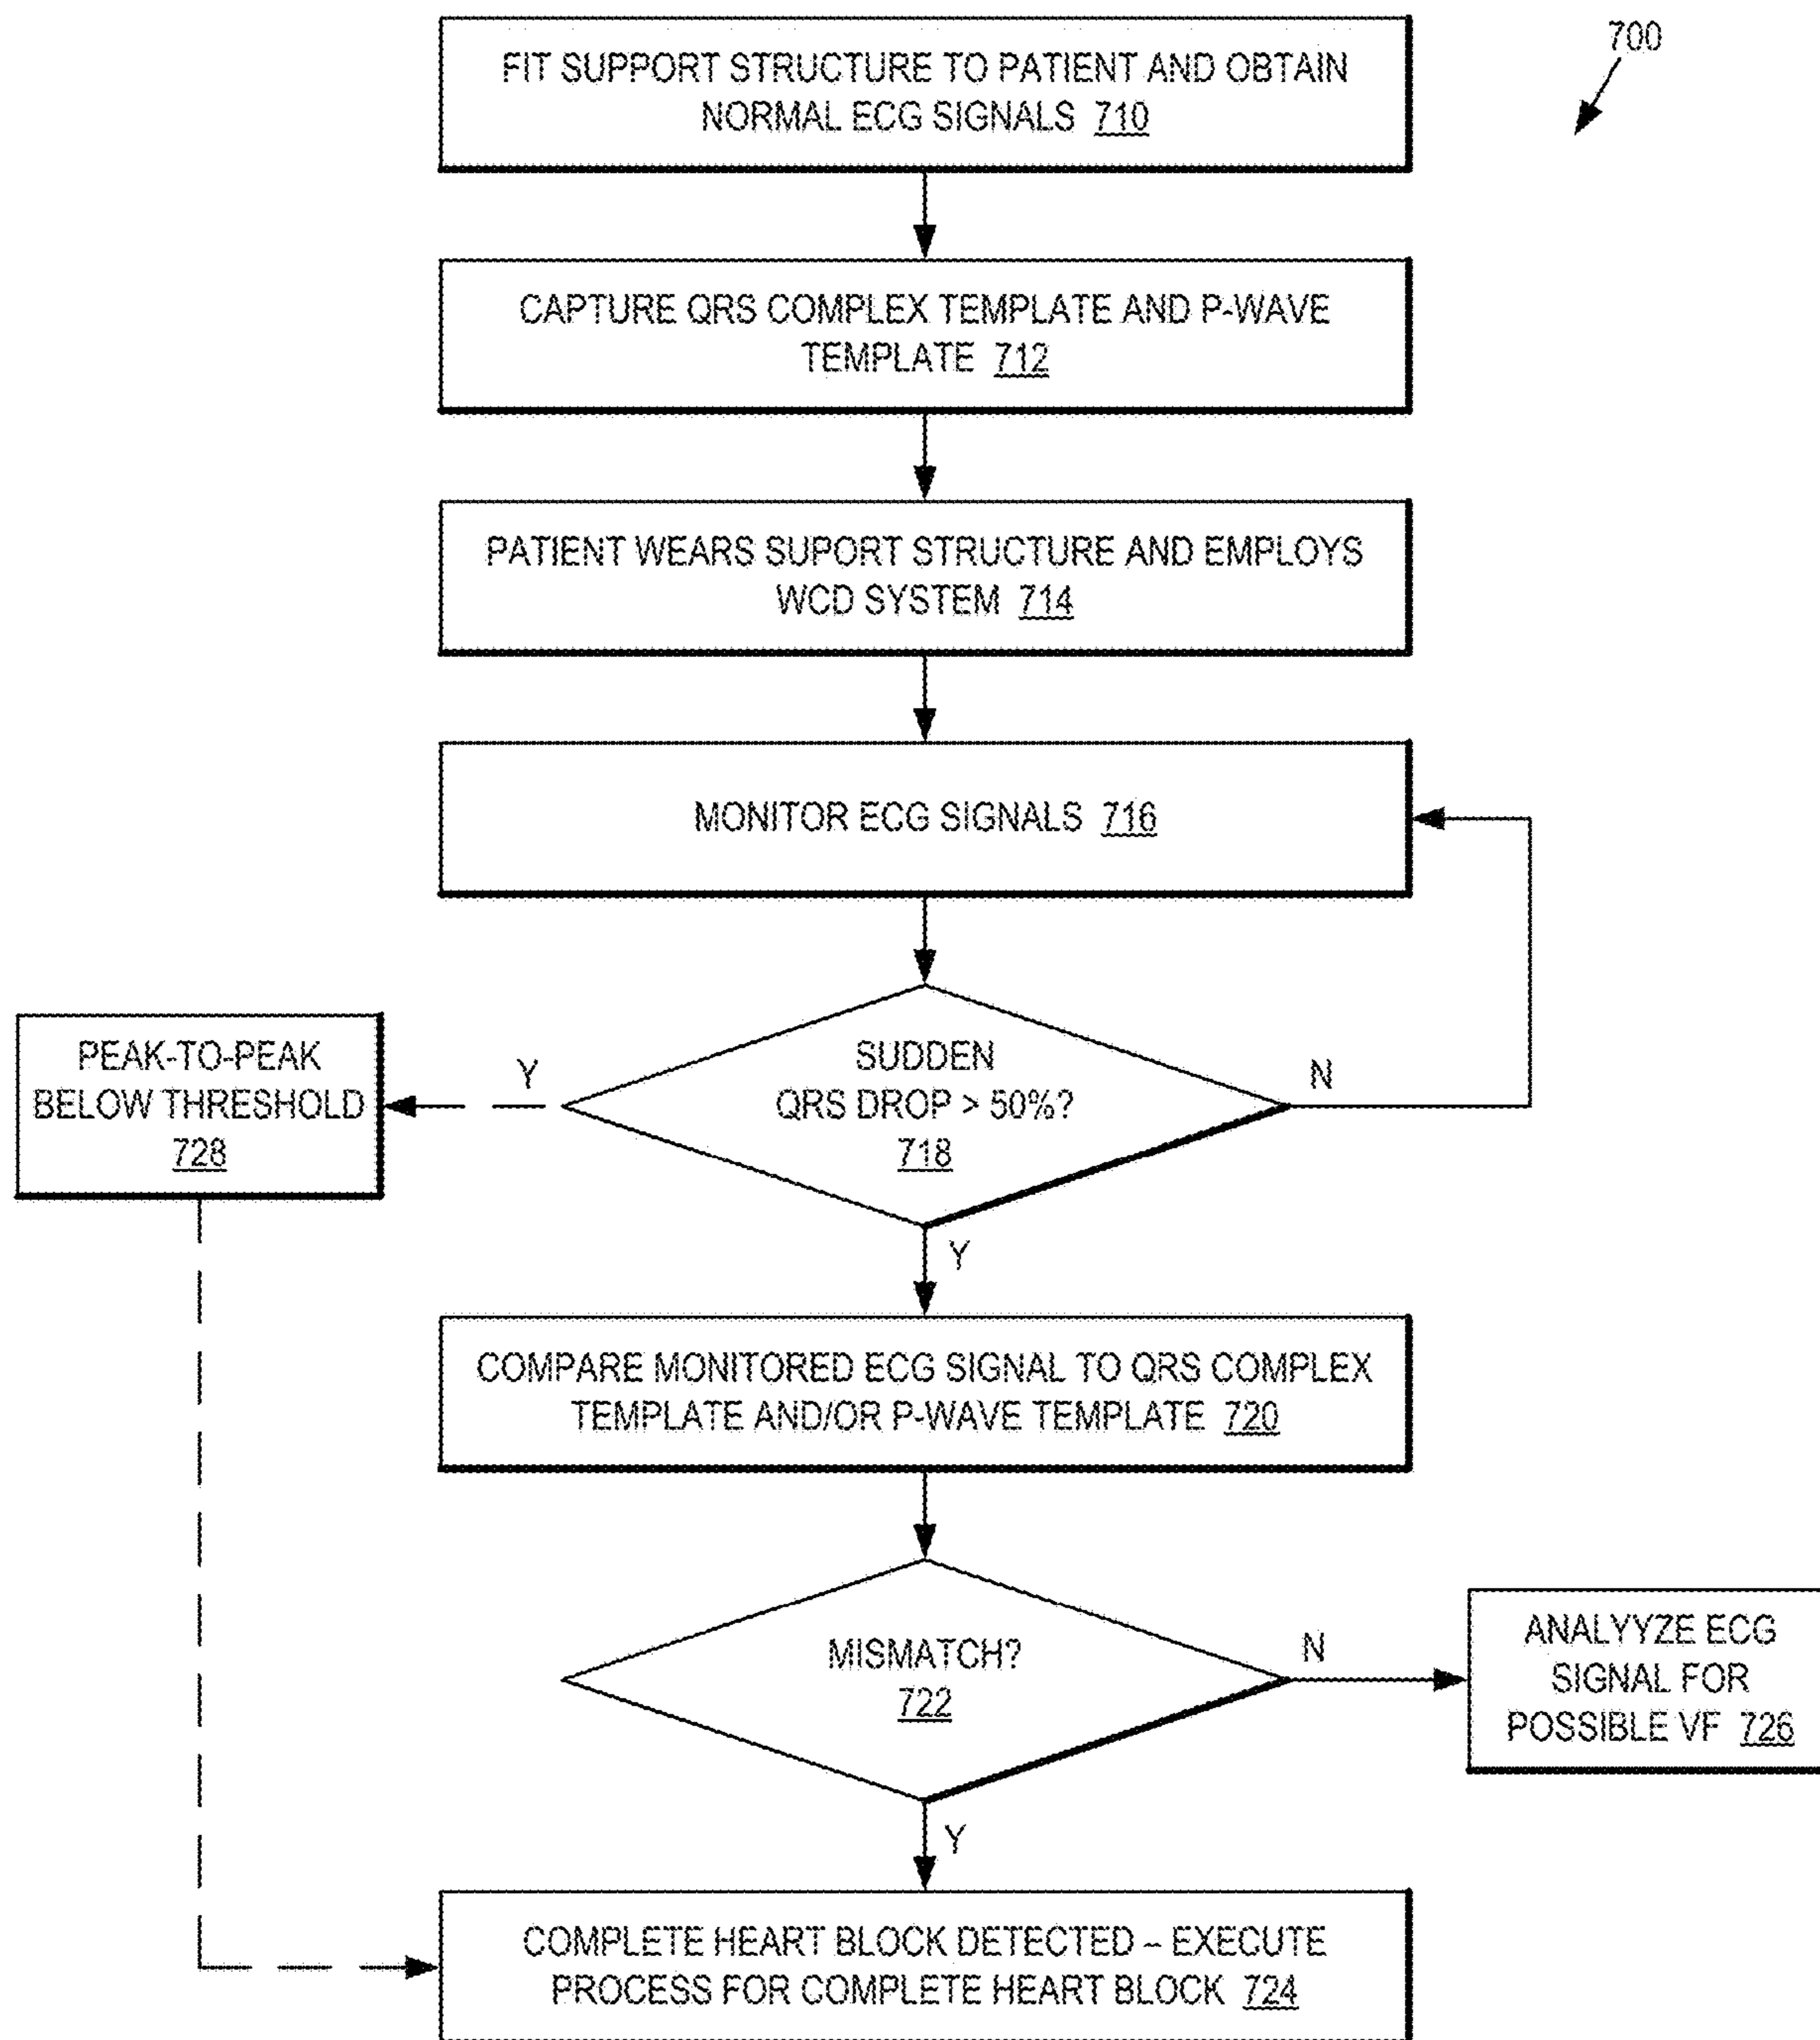 700
FIT SUPPORT STRUCTURE TO PATIENT AND OBTAIN
NORMAL ECG SIGNALS 710
CAPTURE QRS COMPLEX TEMPLATE AND P-WAVE
TEMPLATE 712
PATIENT WEARS SUPORT STRUCTURE AND EMPLOYS
WCD SYSTEM 714
MONITOR ECG SIGNALS 716
SUDDEN
QRS DROP > 50%?
718
N
Y
PEAK-TO-PEAK
BELOW THRESHOLD
728
Y
COMPARE MONITORED ECG SIGNAL TO QRS COMPLEX
TEMPLATE AND/OR P-WAVE TEMPLATE 720
MISMATCH?
722
N
ANALYYZE ECG
SIGNAL FOR
POSSIBLE VF 726
Y
COMPLETE HEART BLOCK DETECTED – EXECUTE
PROCESS FOR COMPLETE HEART BLOCK 724